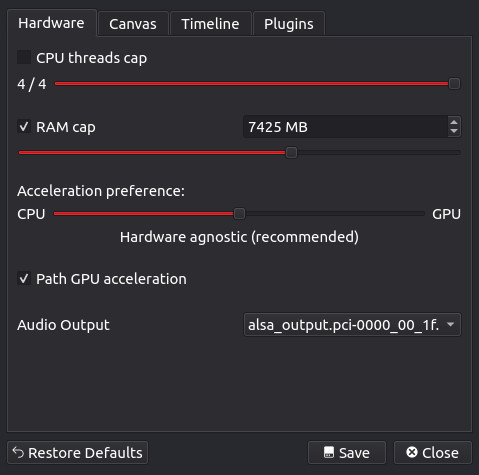 Hardware Canvas Timeline Plugins
CPU threads cap
4 / 4
RAM cap 7425 MB
Acceleration preference:
CPU GPU
Hardware agnostic (recommended)
Path GPU acceleration
Audio Output alsa_output.pci-0000_00_1f.
Restore Defaults Save Close